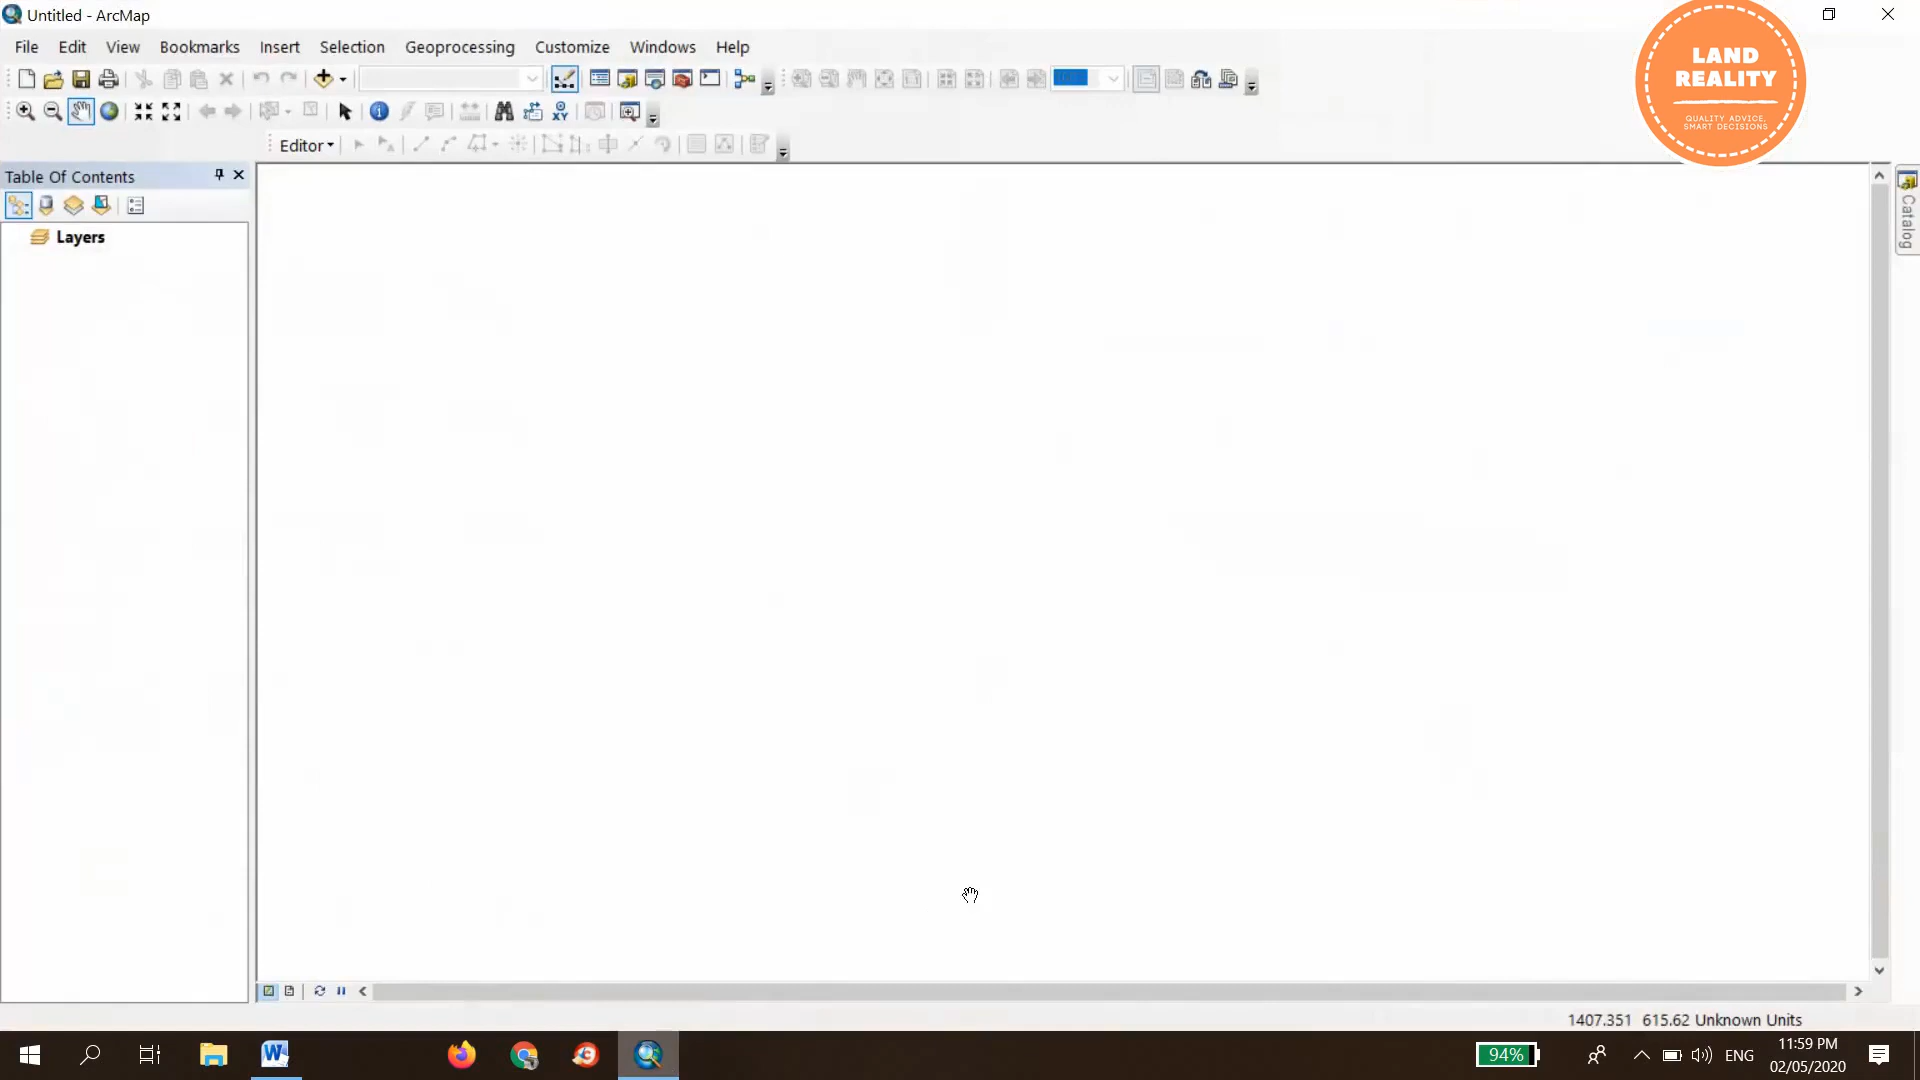 Untitled - ArcMap
LAND
REALITY
QUALITY ADVICE,
SMART DECISIONS
File Edit View Bookmarks Insert Selection Geoprocessing Customize Windows Help
Editor
Table Of Contents
Layers
Catalog
1407.351 615.62 Unknown Units
94%
ENG
11:59 PM
02/05/2020